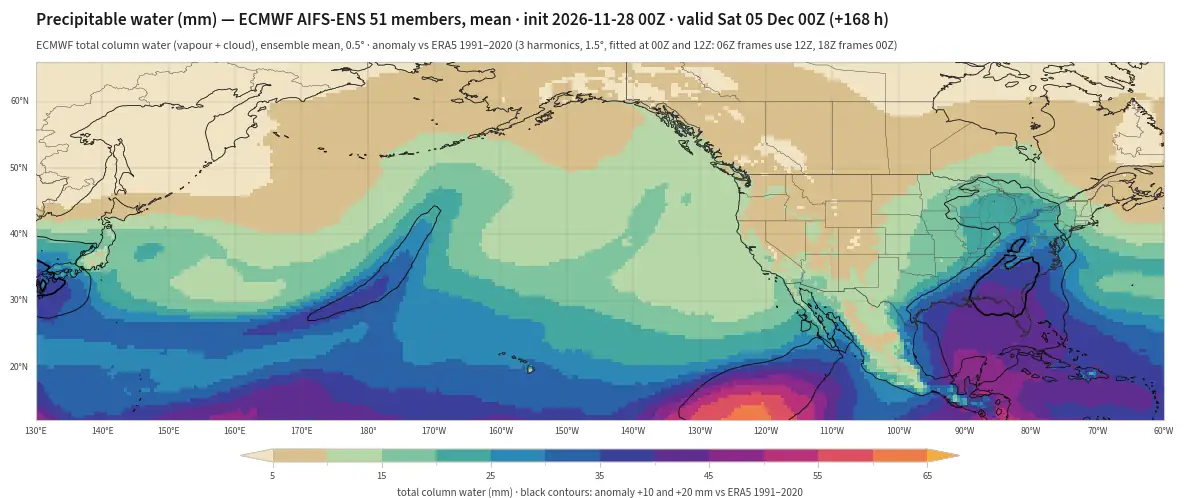 Precipitable water (mm) — ECMWF AIFS-ENS 51 members, mean · init 2026-11-28 00Z · valid Sat 05 Dec 00Z (+168 h)
ECMWF total column water (vapour + cloud), ensemble mean, 0.5° · anomaly vs ERA5 1991–2020 (3 harmonics, 1.5°, fitted at 00Z and 12Z: 06Z frames use 12Z, 18Z frames 00Z)
60°N
50°N
40°N
30°N
20°N
130°E 140°E 150°E 160°E 170°E 180° 170°W 160°W 150°W 140°W 130°W 120°W 110°W 100°W 90°W 80°W 70°W 60°W
5 15 25 35 45 55 65
total column water (mm) · black contours: anomaly +10 and +20 mm vs ERA5 1991–2020